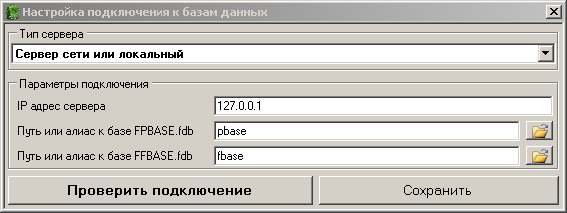 Настройка подключения к базам данных
Тип сервера
Сервер сети или локальный
Параметры подключения
IP адрес сервера
127.0.0.1
Путь или алиас к базе FPBASE.fdb
pbase
Путь или алиас к базе FFBASE.fdb
fbase
Проверить подключение
Сохранить